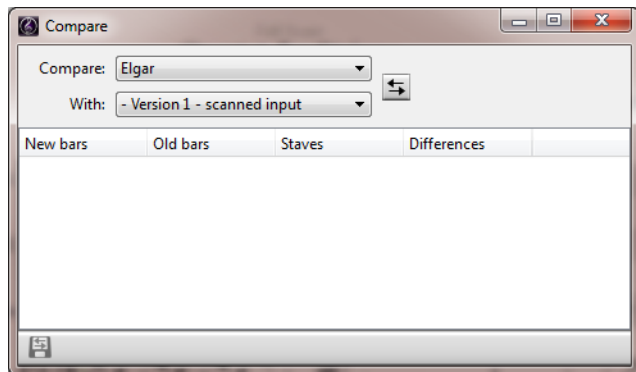 Compare
Compare: Elgar
With: - Version 1 - scanned input
New bars Old bars Staves Differences